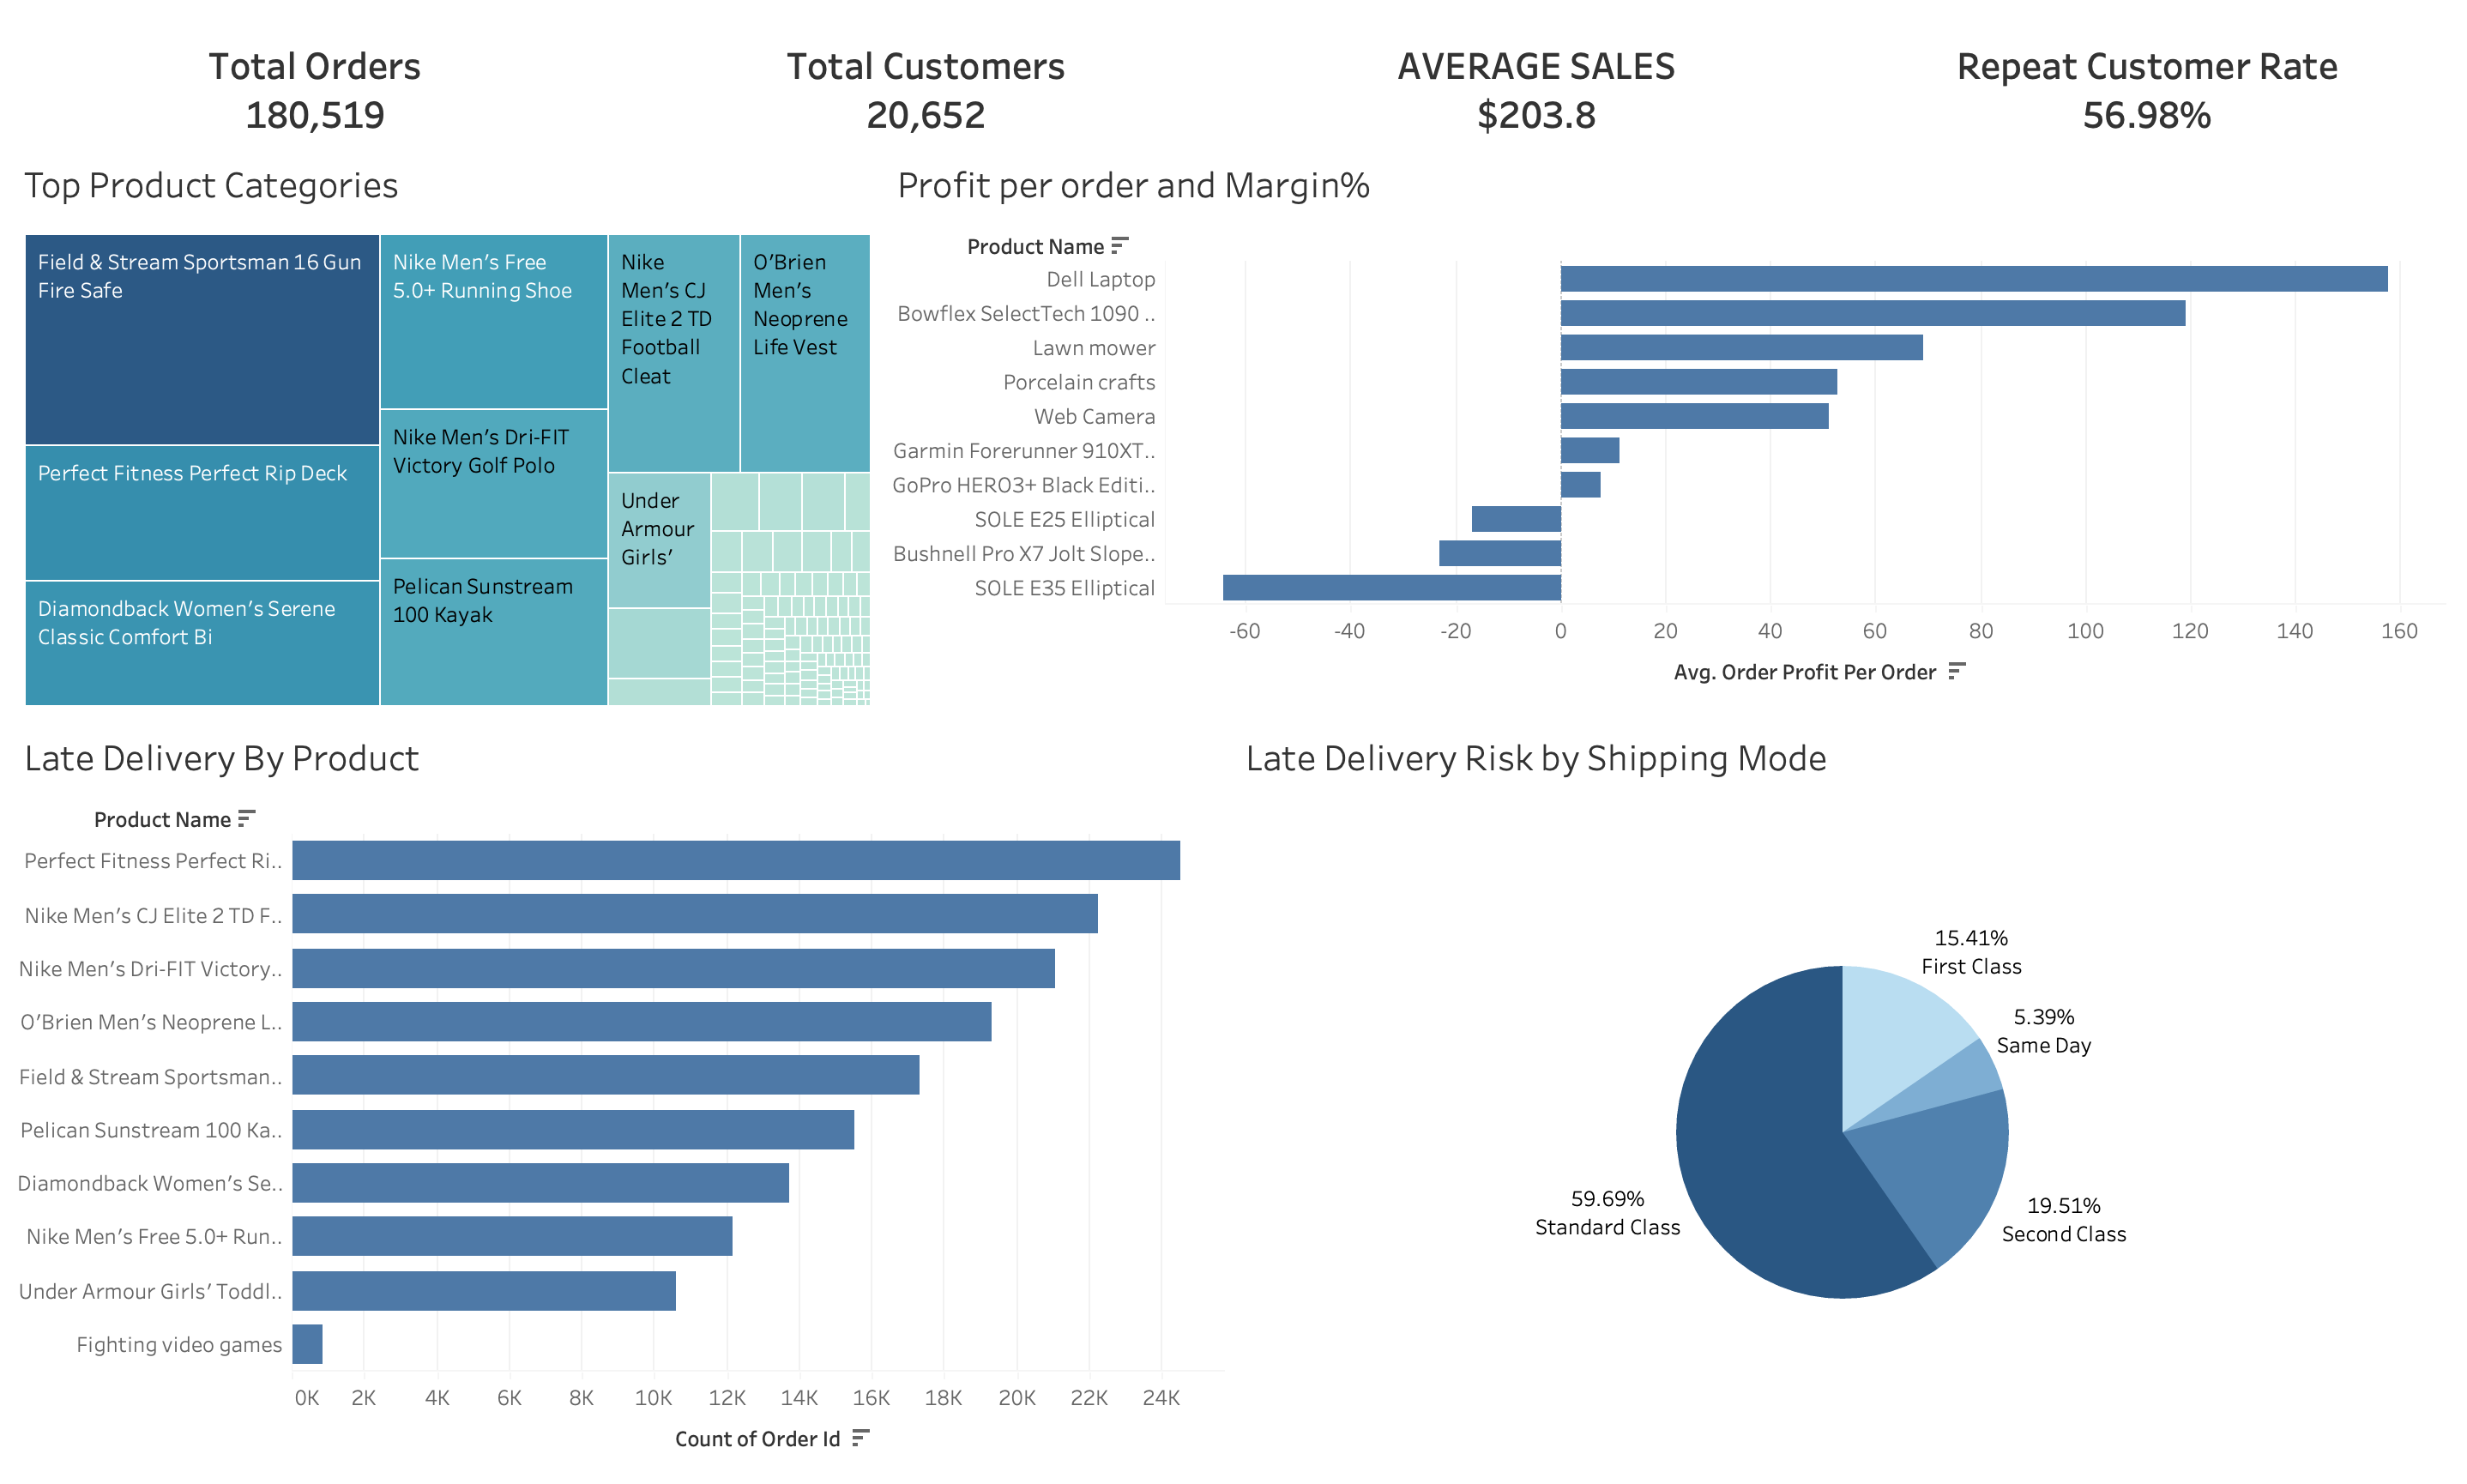 Total Orders
180,519
Total Customers
20,652
AVERAGE SALES
$203.8
Repeat Customer Rate
56.98%
Top Product Categories
Field & Stream Sportsman 16 Gun
Fire Safe
Perfect Fitness Perfect Rip Deck
Diamondback Women's Serene
Classic Comfort Bi
Nike Men's Free
5.0+ Running Shoe
Nike Men's Dri-FIT
Victory Golf Polo
Pelican Sunstream
100 Kayak
Nike
Men's CJ
Elite 2 TD
Football
Cleat
O'Brien
Men's
Neoprene
Life Vest
Under
Armour
Girls'
Profit per order and Margin%
Product Name
Dell Laptop
Bowflex SelectTech 1090 ..
Lawn mower
Porcelain crafts
Web Camera
Garmin Forerunner 910XT..
GoPro HERO3+ Black Editi..
SOLE E25 Elliptical
Bushnell Pro X7 Jolt Slope..
SOLE E35 Elliptical
-60 -40 -20 0 20 40 60 80 100 120 140 160
Avg. Order Profit Per Order
Late Delivery By Product
Product Name
Perfect Fitness Perfect Ri..
Nike Men's CJ Elite 2 TD F..
Nike Men's Dri-FIT Victory..
O'Brien Men's Neoprene L..
Field & Stream Sportsman..
Pelican Sunstream 100 Ka..
Diamondback Women's Se..
Nike Men's Free 5.0+ Run..
Under Armour Girls' Toddl..
Fighting video games
0K 2K 4K 6K 8K 10K 12K 14K 16K 18K 20K 22K 24K
Count of Order Id
Late Delivery Risk by Shipping Mode
15.41%
First Class
5.39%
Same Day
59.69%
Standard Class
19.51%
Second Class